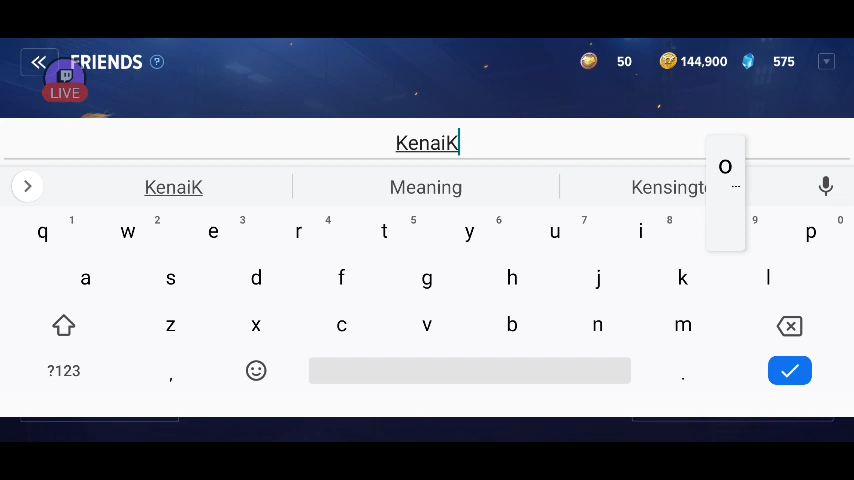 FRIENDS ?
50 144,900 575
LIVE
KenaiK
KenaiK Meaning
o
...
1 2 3 4 5 6 7 8 9 0
q w e r t y u i p
a s d f g h j k l
z x c v b n m
?123 , .